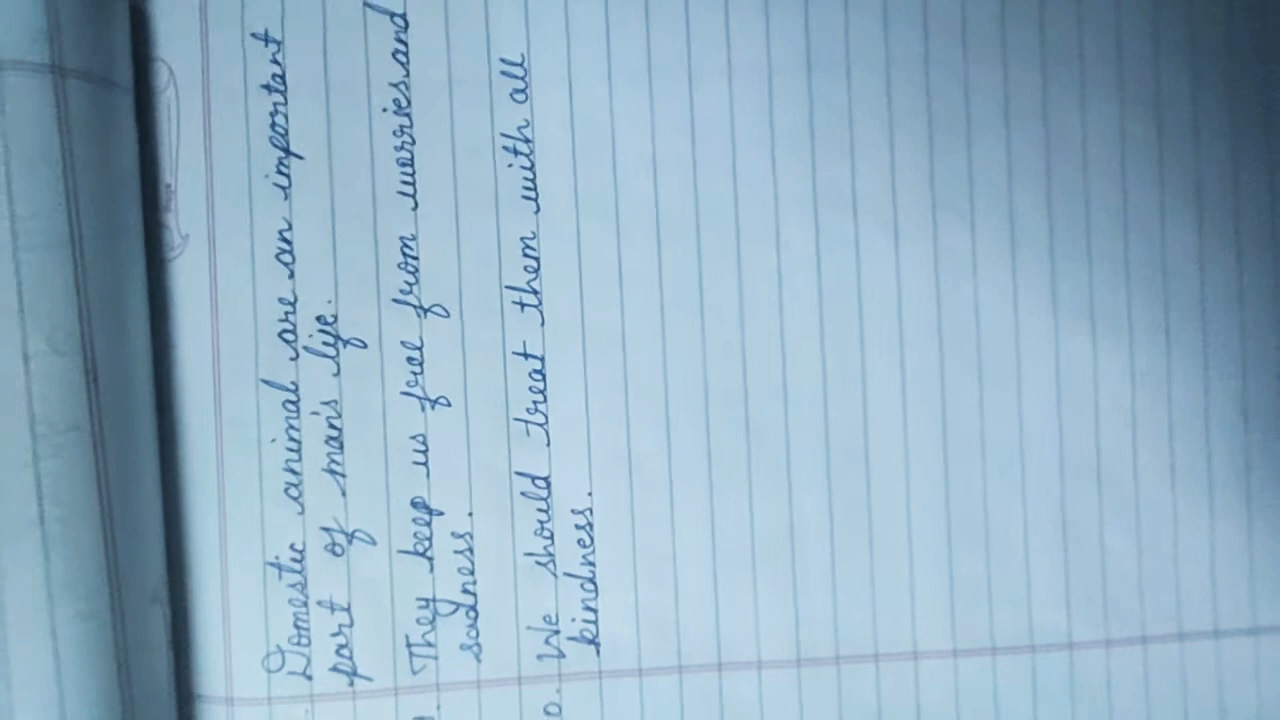 Domestic animal are an important
part of man's life.
They keep us free from worries and
sadness.
0. We should treat them with all
kindness.